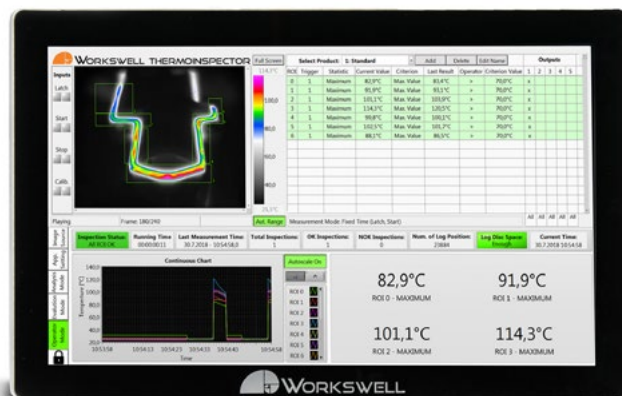 WORKSWELL THERMOINSPECTOR
Full Screen
Select Product: 1: Standard Add Delete Edit Name Outputs
Inputs
Latch
Start
Stop
Calib.
114,3°C
100,0
80,0
60,0
40,0
ROI Trigger Statistic Current Value Criterion Last Result Operator Criterion Value 1 2 3 4 5
0 1 Maximum 82,9°C Max. Value 83,4°C > 70,0°C x
1 1 Maximum 91,9°C Max. Value 93,1°C > 70,0°C x
2 1 Maximum 101,1°C Max. Value 103,9°C > 70,0°C x
3 1 Maximum 114,3°C Max. Value 120,5°C > 70,0°C x
4 1 Maximum 99,8°C Max. Value 100,1°C > 70,0°C x
5 1 Maximum 102,5°C Max. Value 101,7°C > 70,0°C x
6 1 Maximum 88,1°C Max. Value 86,5°C > 70,0°C x
All All All All All
Playing Frame: 180/240 Aut. Range Measurement Mode: Fixed Time (Latch, Start)
Image Source
App. Setting
Analysis Mode
Evaluation Mode
Operator Mode
Inspection Status: All ROI OK
Running Time 00:00:00:11
Last Measurement Time: 30.7.2018 - 10:54:58,0
Total Inspections: 1
OK Inspections: 1
NOK Inspections: 0
Num. of Log Position: 25884
Log Disc Space: Enough
Current Time: 30.7.2018 10:54:58
Continuous Chart
Autoscale On
Temperature [°C]
140,0
120,0
100,0
80,0
60,0
40,0
20,0
10:53:58 10:54:13 10:54:23 10:54:33 10:54:43 10:54:58
Time
ROI 0
ROI 1
ROI 2
ROI 3
ROI 4
ROI 5
ROI 6
82,9°C 91,9°C
ROI 0 - MAXIMUM ROI 1 - MAXIMUM
101,1°C 114,3°C
ROI 2 - MAXIMUM ROI 3 - MAXIMUM
WORKSWELL